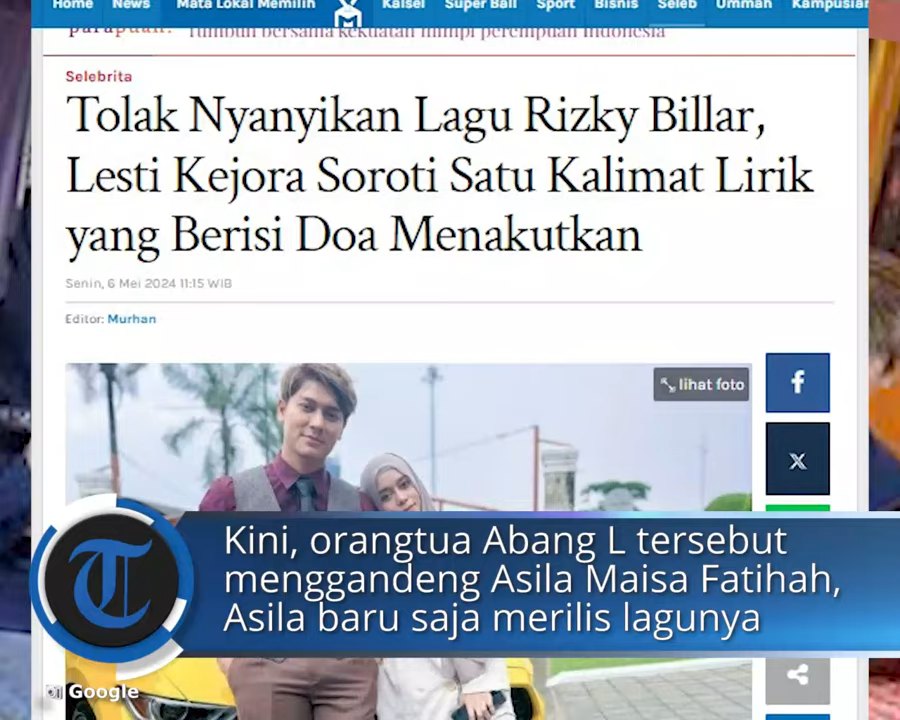 Home News Mata Lokal Memilih Kalsel Super Ball Sport Bisnis Seleb Ummah Kampusiana
parapuan. Tumbuh bersama kekuatan mimpi perempuan Indonesia
Selebrita
Tolak Nyanyikan Lagu Rizky Billar,
Lesti Kejora Soroti Satu Kalimat Lirik
yang Berisi Doa Menakutkan
Senin, 6 Mei 2024 11:15 WIB
Editor: Murhan
lihat foto
f
X
Kini, orangtua Abang L tersebut
menggandeng Asila Maisa Fatihah,
Asila baru saja merilis lagunya
T
Google